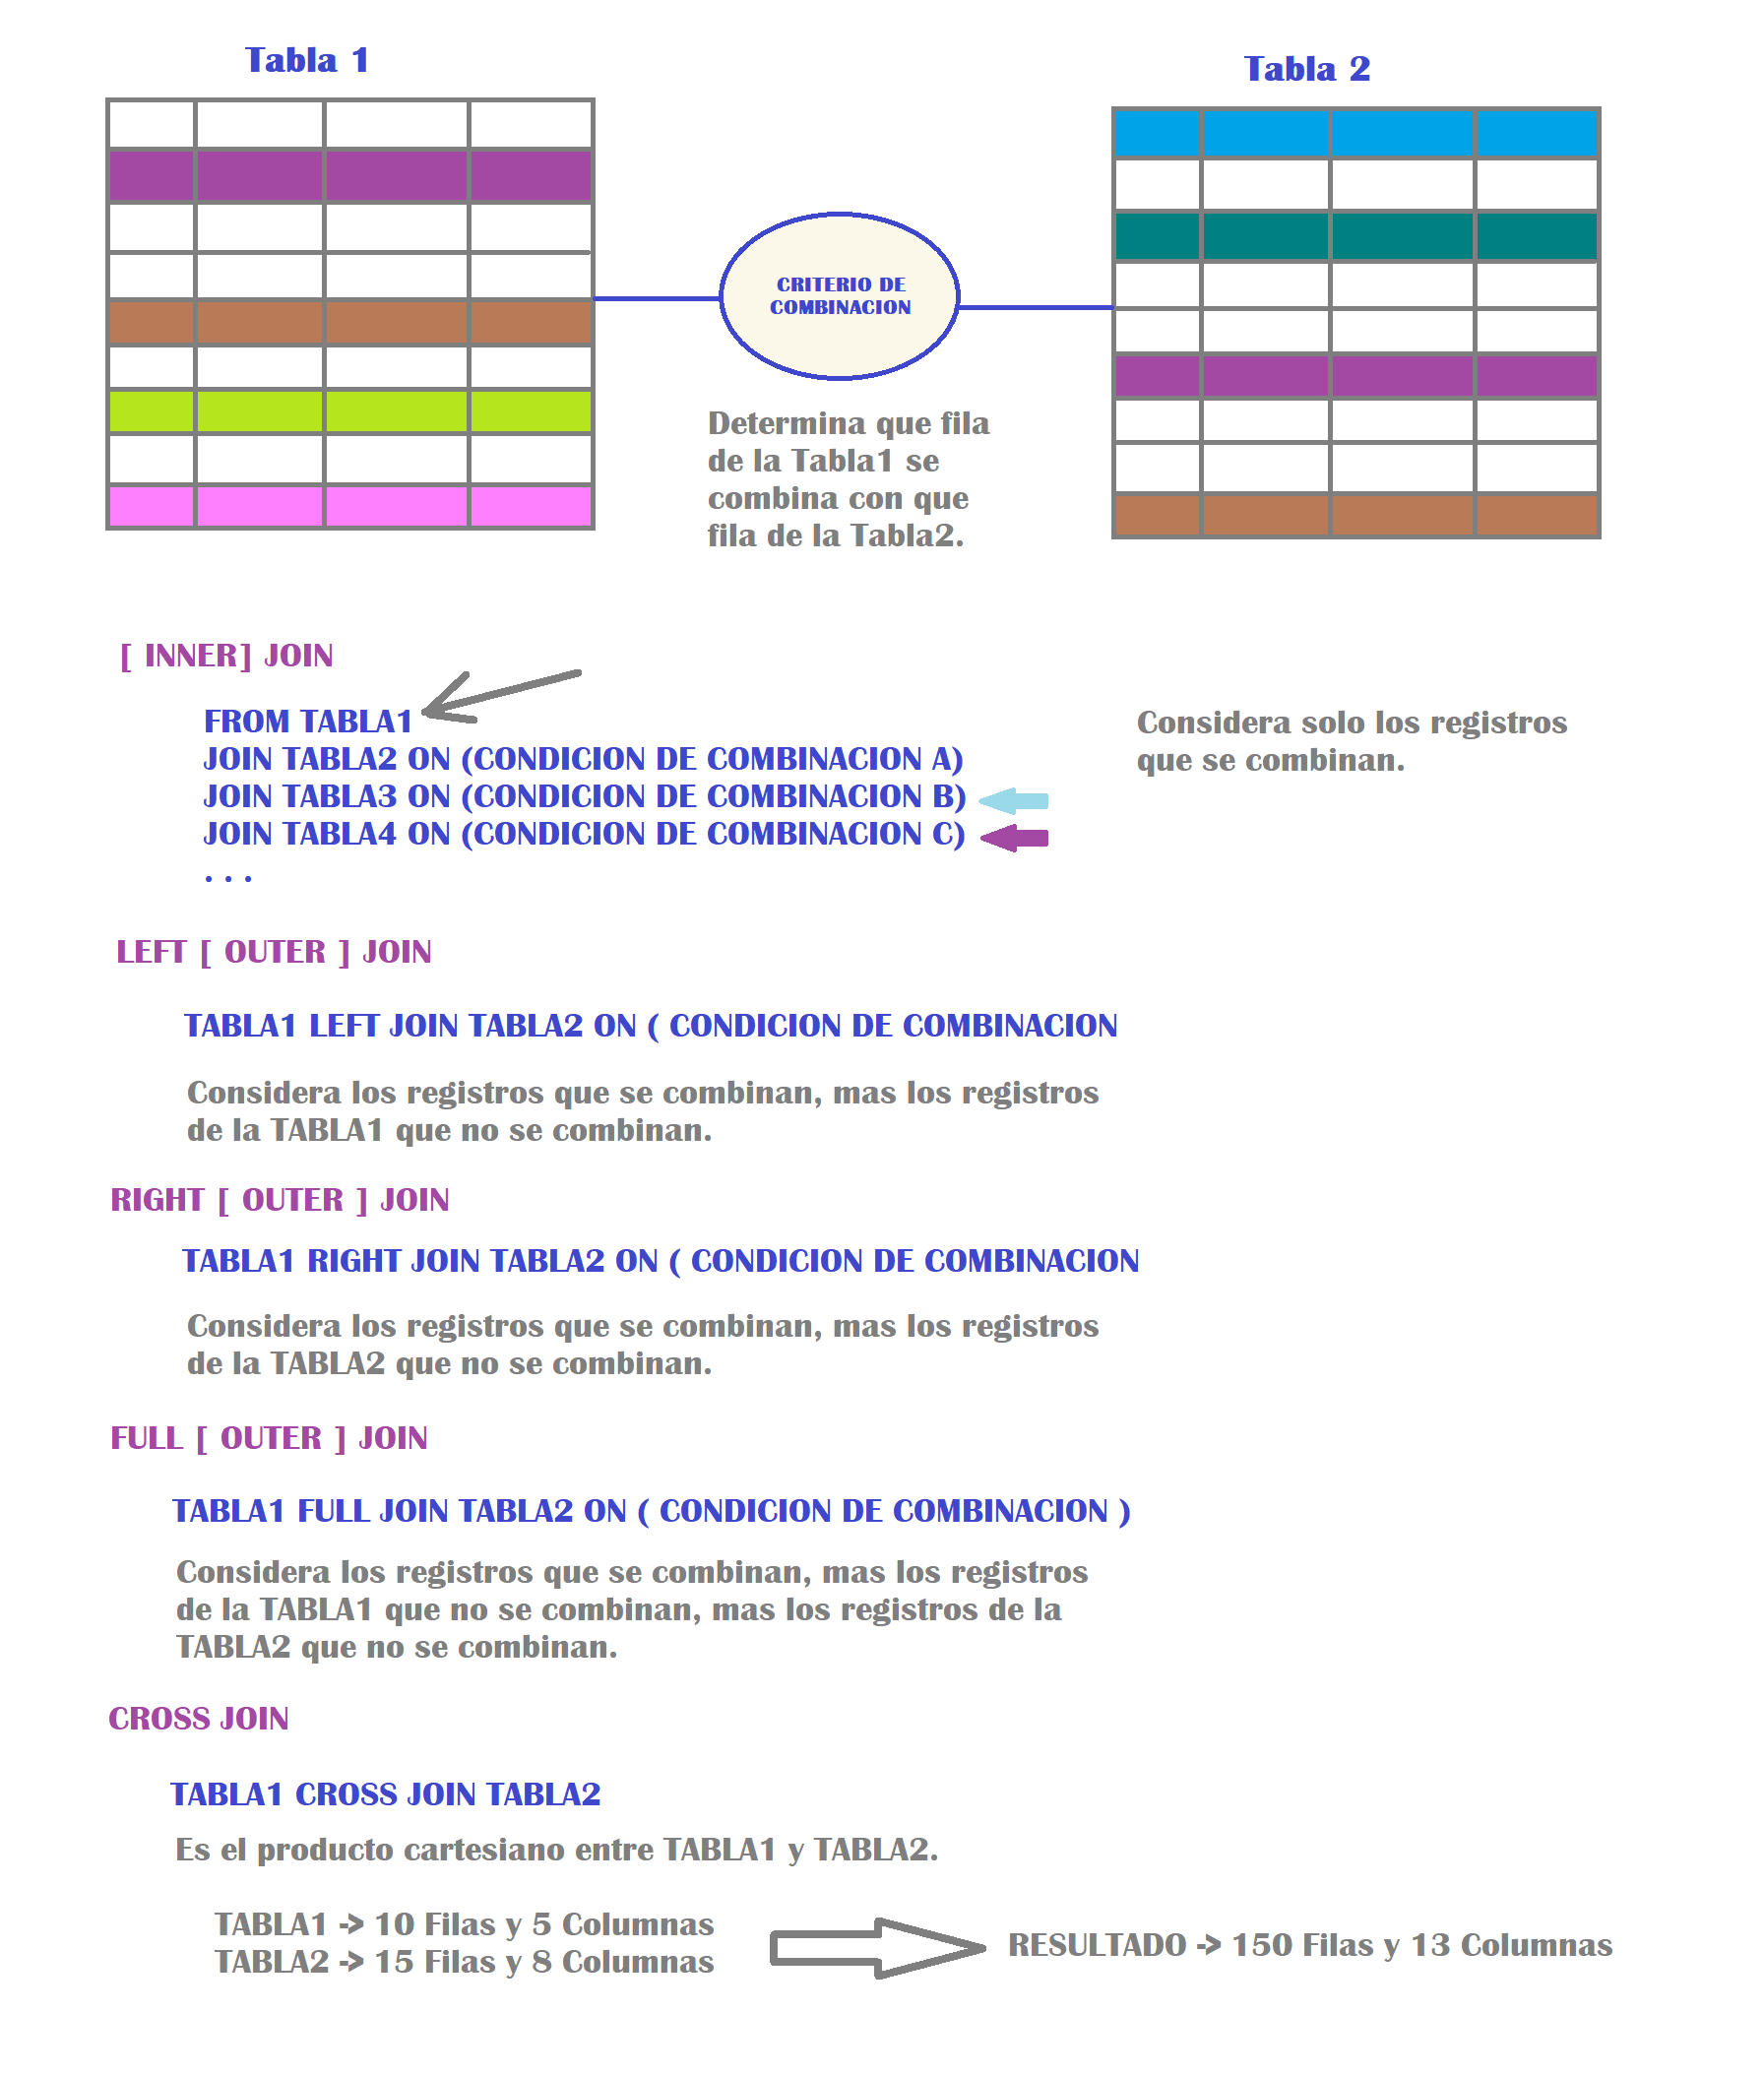 Tabla 1
Tabla 2
CRITERIO DE
COMBINACION
Determina que fila
de la Tabla1 se
combina con que
fila de la Tabla2.
[ INNER] JOIN
FROM TABLA1
JOIN TABLA2 ON (CONDICION DE COMBINACION A)
JOIN TABLA3 ON (CONDICION DE COMBINACION B)
JOIN TABLA4 ON (CONDICION DE COMBINACION C)
. . .
Considera solo los registros
que se combinan.
LEFT [ OUTER ] JOIN
TABLA1 LEFT JOIN TABLA2 ON ( CONDICION DE COMBINACION
Considera los registros que se combinan, mas los registros
de la TABLA1 que no se combinan.
RIGHT [ OUTER ] JOIN
TABLA1 RIGHT JOIN TABLA2 ON ( CONDICION DE COMBINACION
Considera los registros que se combinan, mas los registros
de la TABLA2 que no se combinan.
FULL [ OUTER ] JOIN
TABLA1 FULL JOIN TABLA2 ON ( CONDICION DE COMBINACION )
Considera los registros que se combinan, mas los registros
de la TABLA1 que no se combinan, mas los registros de la
TABLA2 que no se combinan.
CROSS JOIN
TABLA1 CROSS JOIN TABLA2
Es el producto cartesiano entre TABLA1 y TABLA2.
TABLA1 -> 10 Filas y 5 Columnas
TABLA2 -> 15 Filas y 8 Columnas
RESULTADO -> 150 Filas y 13 Columnas